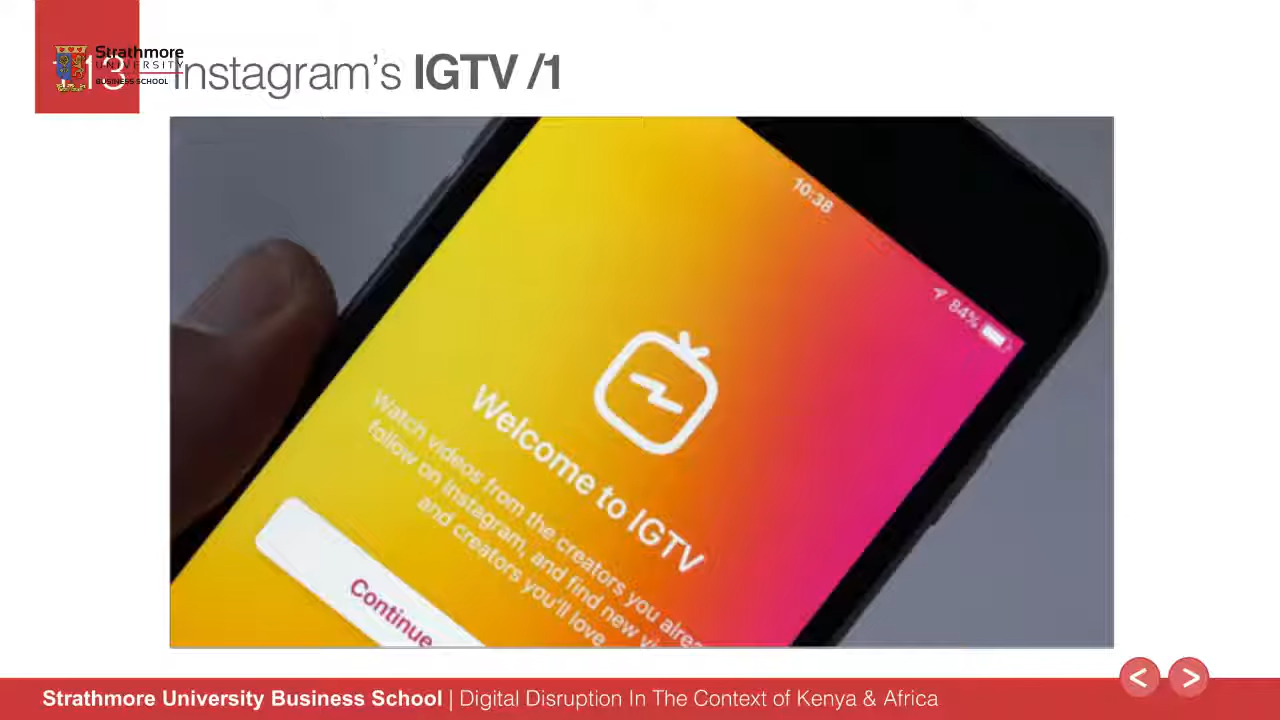 Strathmore
UNIVERSITY
BUSINESS SCHOOL
113
Instagram's IGTV /1
10:38
84%
Welcome to IGTV
Watch videos from the creators you
follow on Instagram, and find new
and creators you'll love.
Continue
Strathmore University Business School | Digital Disruption In The Context of Kenya & Africa
< >